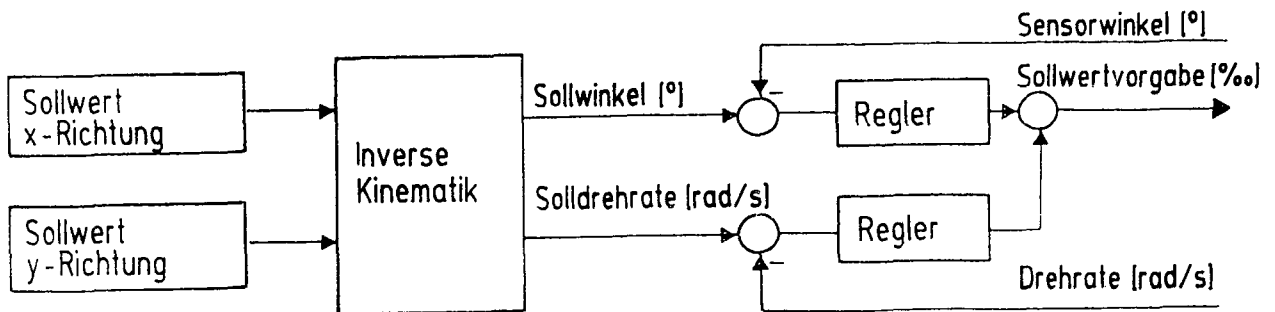 Sensorwinkel (°)
Sollwert
x-Richtung
Inverse
Kinematik
Sollwinkel (°)
-
Regler
Sollwertvorgabe (‰)
Sollwert
y-Richtung
Solldrehrate (rad/s)
-
Regler
Drehrate (rad/s)